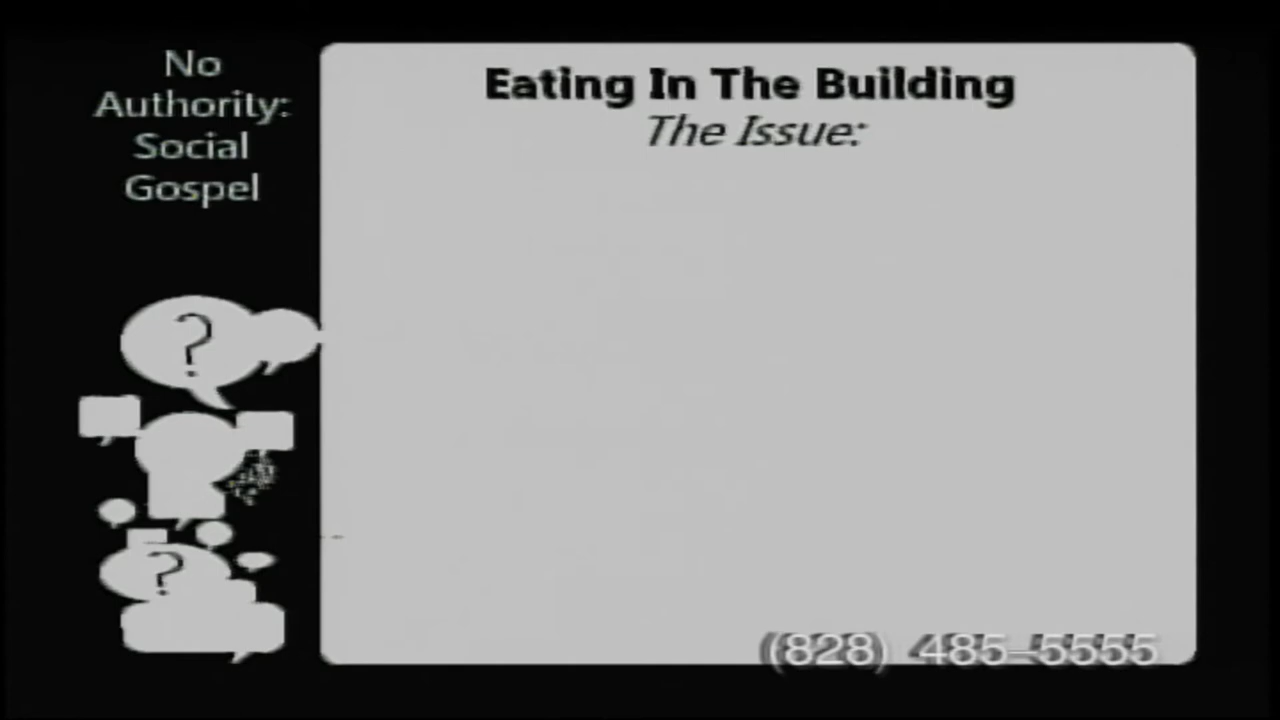 No
Authority:
Social
Gospel
Eating In The Building
The Issue:
?
?
(828) 485-5555